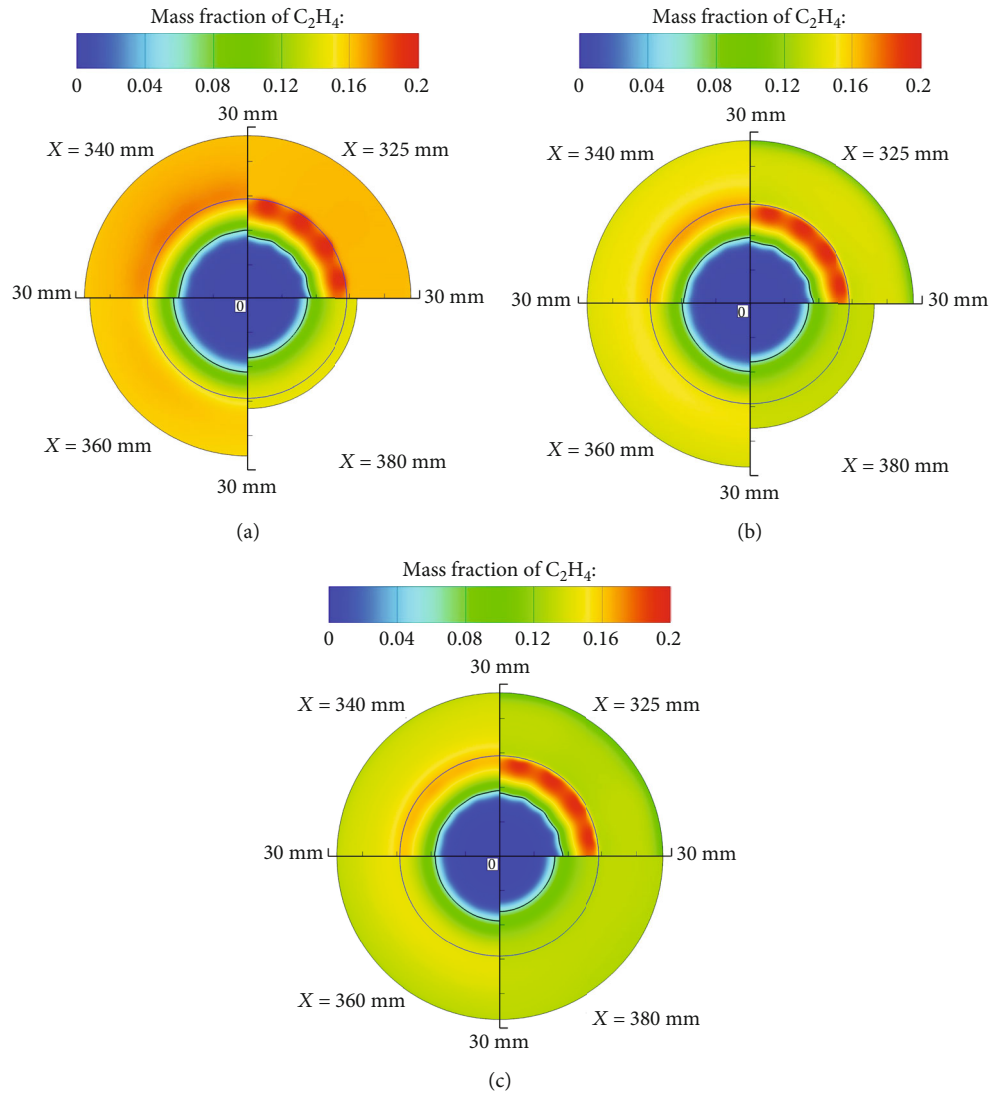 Mass fraction of C₂H₄:
0 0.04 0.08 0.12 0.16 0.2
30 mm
X = 340 mm X = 325 mm
30 mm 0 30 mm
X = 360 mm X = 380 mm
30 mm
(a)
Mass fraction of C₂H₄:
0 0.04 0.08 0.12 0.16 0.2
30 mm
X = 340 mm X = 325 mm
30 mm 0 30 mm
X = 360 mm X = 380 mm
30 mm
(b)
Mass fraction of C₂H₄:
0 0.04 0.08 0.12 0.16 0.2
30 mm
X = 340 mm X = 325 mm
30 mm 0 30 mm
X = 360 mm X = 380 mm
30 mm
(c)